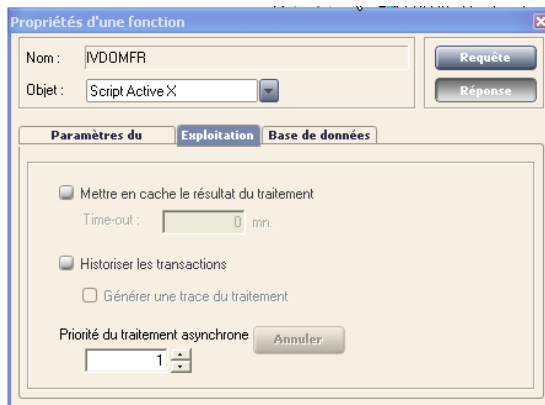 Propriétés d'une fonction
Nom : IVDOMFR
Requête
Objet : Script Active X
Réponse
Paramètres du Exploitation Base de données
Mettre en cache le résultat du traitement
Time-out : 0 mn.
Historiser les transactions
Générer une trace du traitement
Priorité du traitement asynchrone
Annuler
1